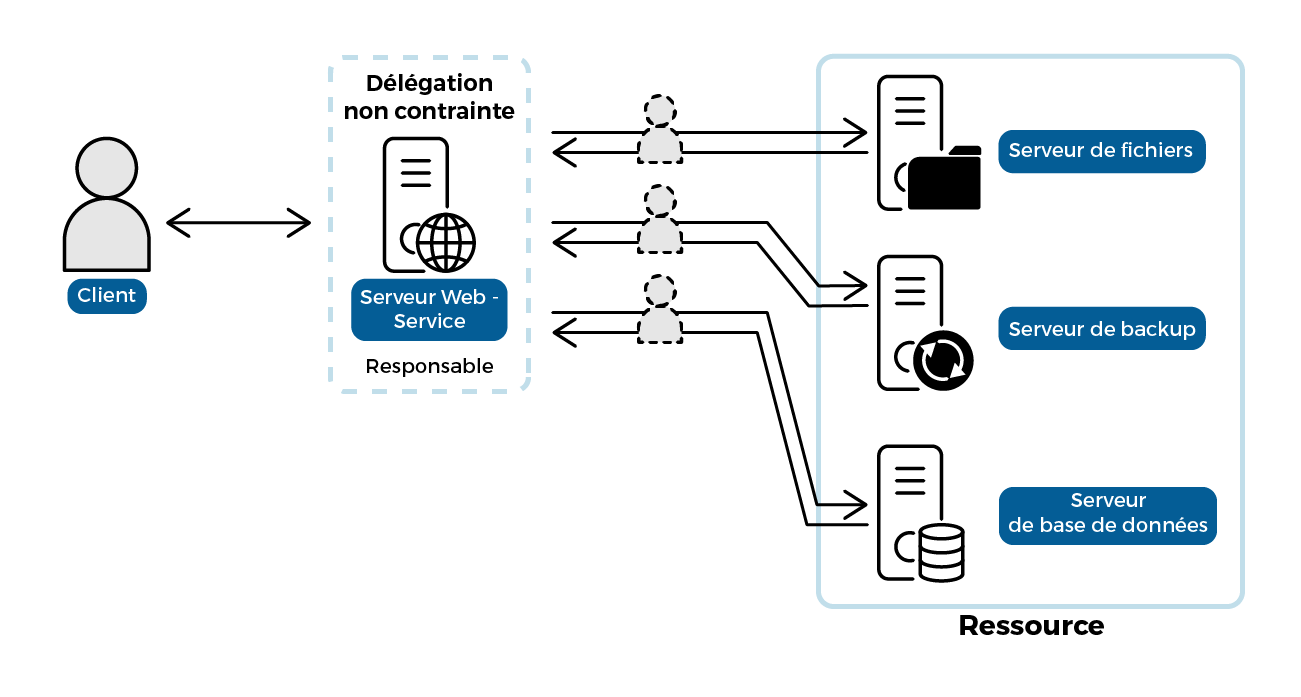 Délégation
non contrainte
Client
Serveur Web -
Service
Responsable
Serveur de fichiers
Serveur de backup
Serveur
de base de données
Ressource